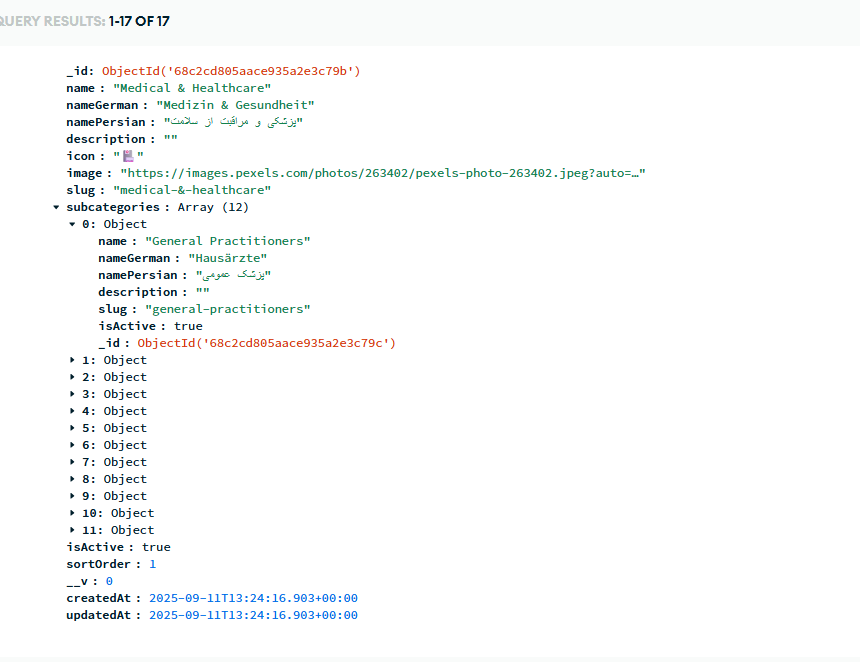 QUERY RESULTS: 1-17 OF 17
_id: ObjectId('68c2cd805aace935a2e3c79b')
name : "Medical & Healthcare"
nameGerman : "Medizin & Gesundheit"
namePersian : "پزشکی و مراقبت از سلامت"
description : ""
icon : " "
image : "https://images.pexels.com/photos/263402/pexels-photo-263402.jpeg?auto=…"
slug : "medical-&-healthcare"
subcategories : Array (12)
0: Object
name : "General Practitioners"
nameGerman : "Hausärzte"
namePersian : "پزشک عمومی"
description : ""
slug : "general-practitioners"
isActive : true
_id : ObjectId('68c2cd805aace935a2e3c79c')
1: Object
2: Object
3: Object
4: Object
5: Object
6: Object
7: Object
8: Object
9: Object
10: Object
11: Object
isActive : true
sortOrder : 1
__v : 0
createdAt : 2025-09-11T13:24:16.903+00:00
updatedAt : 2025-09-11T13:24:16.903+00:00